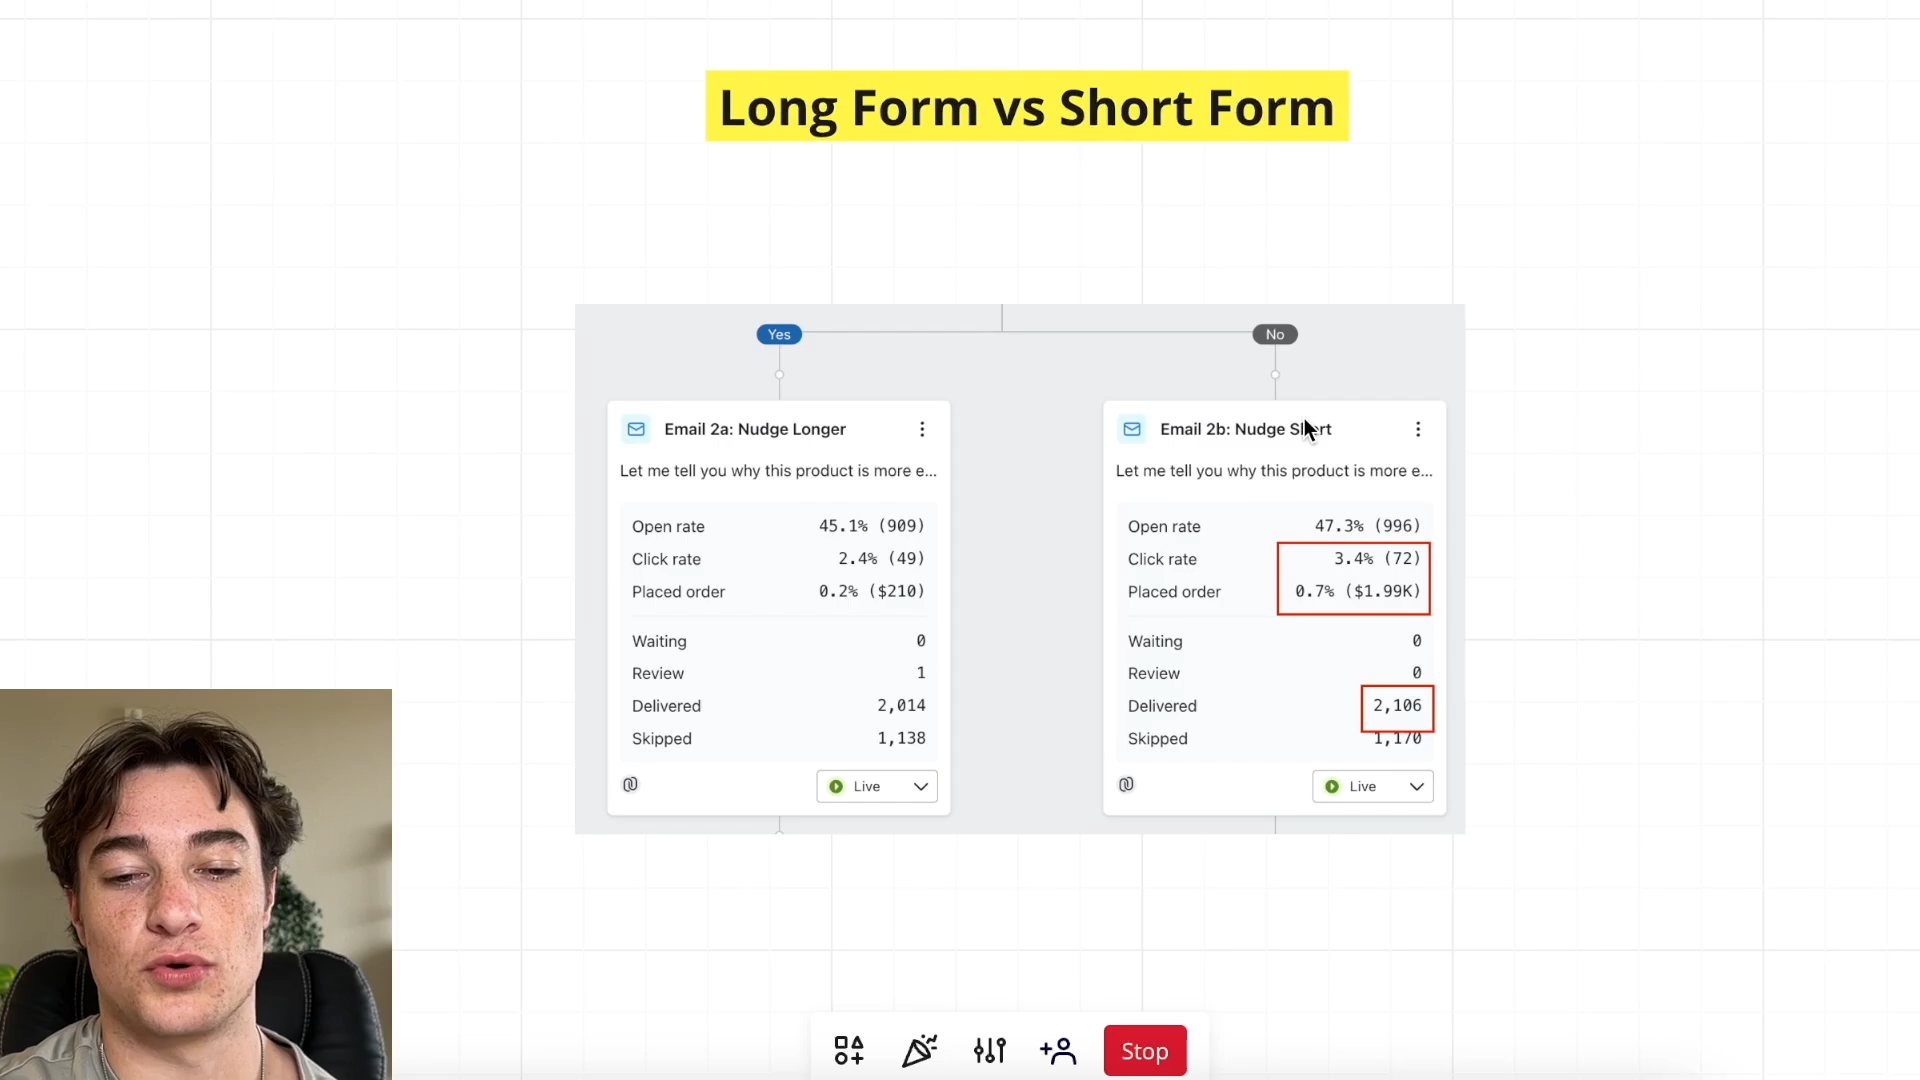 Long Form vs Short Form
Yes
No
Email 2a: Nudge Longer
Let me tell you why this product is more e...
Open rate 45.1% (909)
Click rate 2.4% (49)
Placed order 0.2% ($210)
Waiting 0
Review 1
Delivered 2,014
Skipped 1,138
Live
Email 2b: Nudge Short
Let me tell you why this product is more e...
Open rate 47.3% (996)
Click rate 3.4% (72)
Placed order 0.7% ($1.99K)
Waiting 0
Review 0
Delivered 2,106
Skipped 1,170
Live
Stop